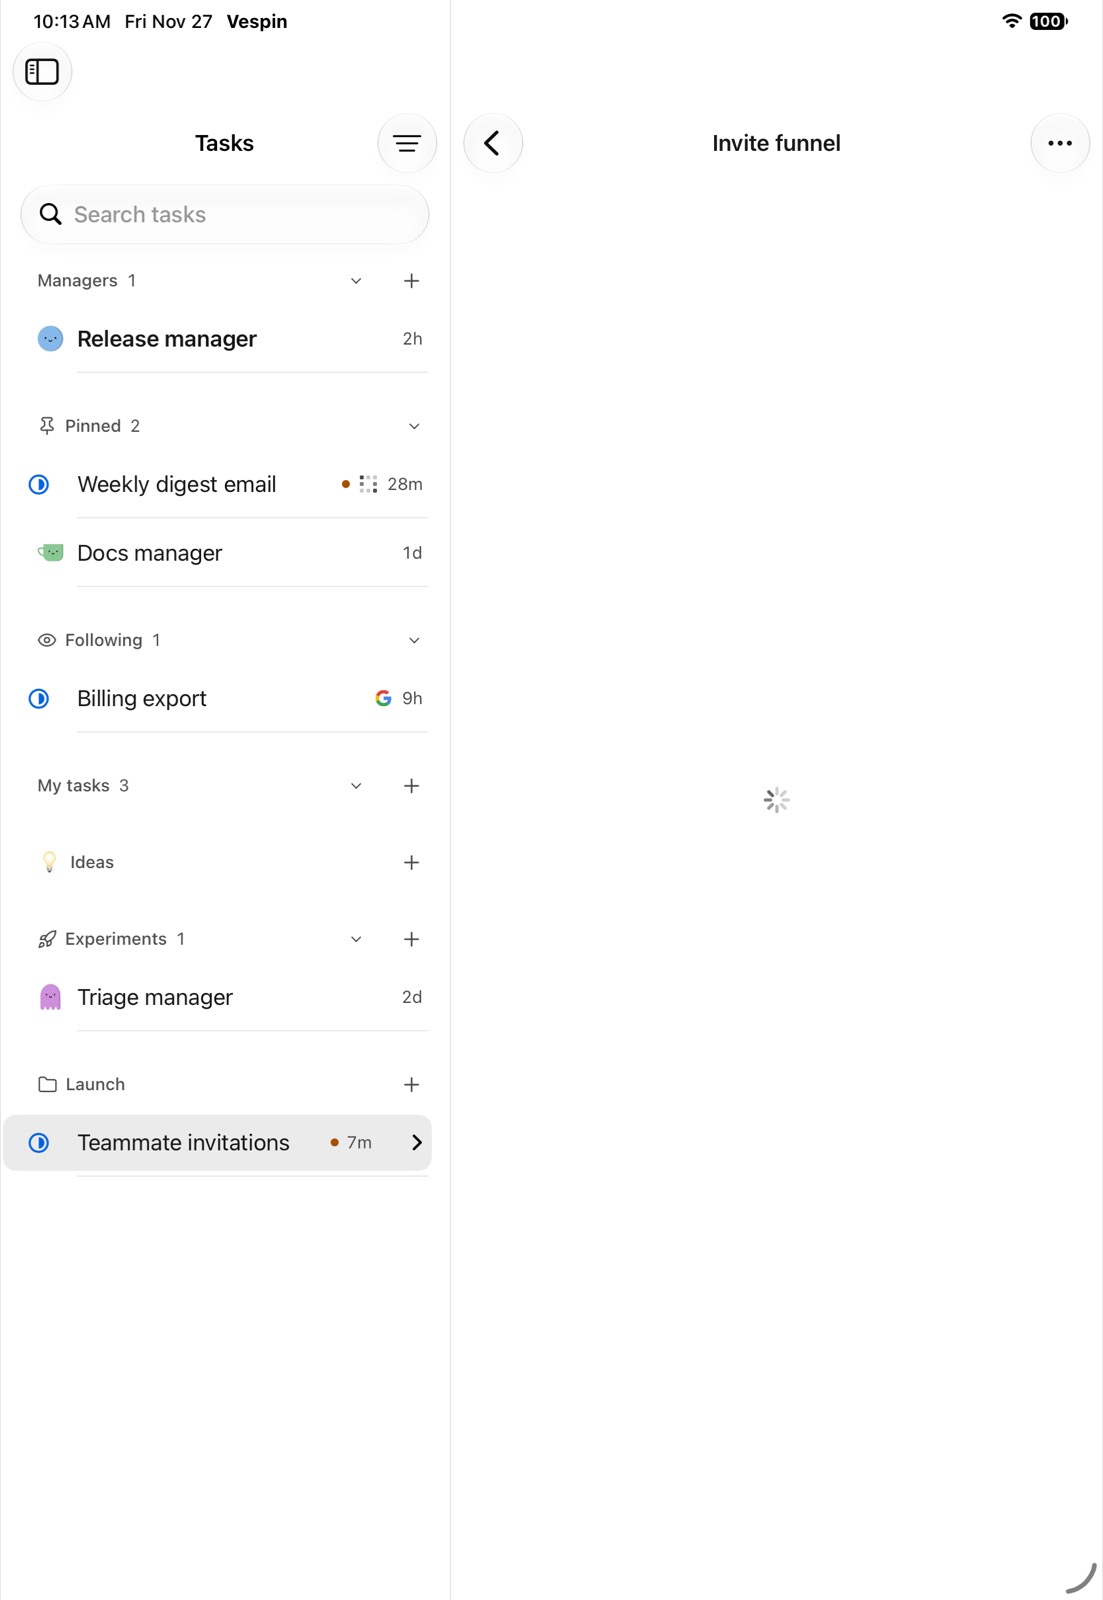 10:13 AM Fri Nov 27 Vespin
100
Tasks
Search tasks
Managers 1
Release manager 2h
Pinned 2
Weekly digest email 28m
Docs manager 1d
Following 1
Billing export 9h
My tasks 3
Ideas
Experiments 1
Triage manager 2d
Launch
Teammate invitations 7m
Invite funnel